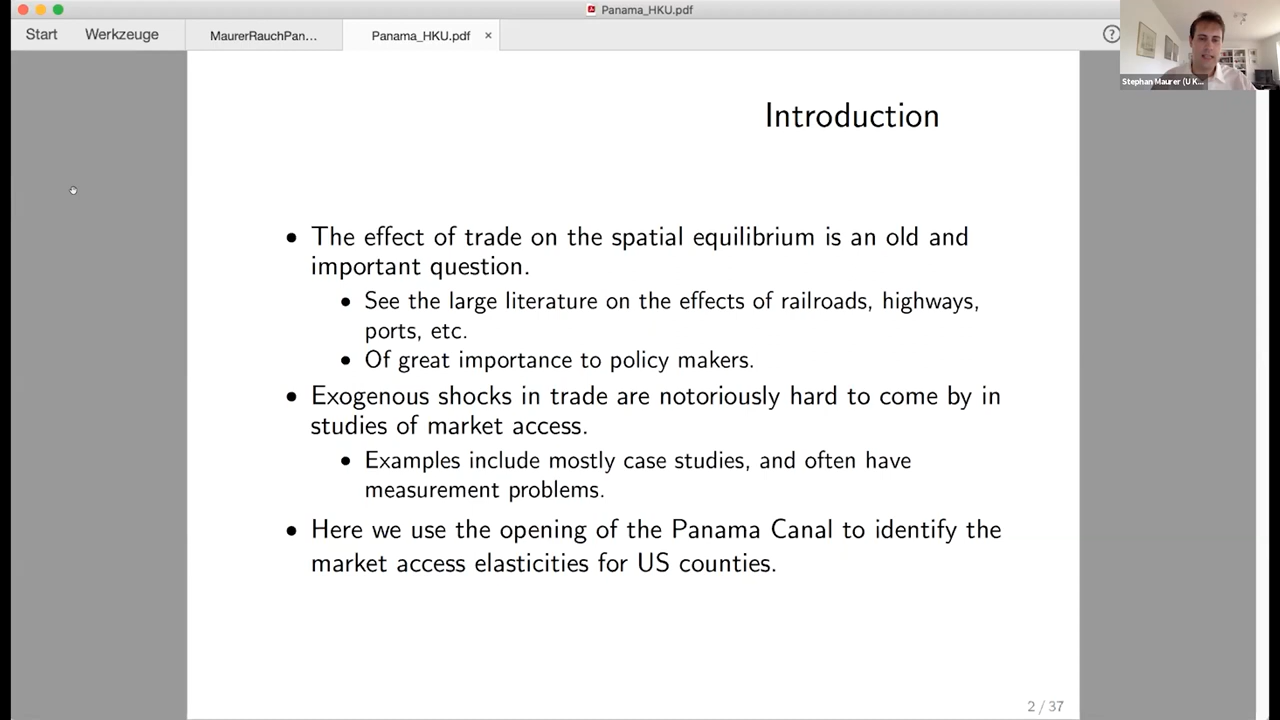 Panama_HKU.pdf
Start
Werkzeuge
MaurerRauchPan...
Panama_HKU.pdf
Stephan Maurer (U K...
Introduction
• The effect of trade on the spatial equilibrium is an old and
important question.
• See the large literature on the effects of railroads, highways,
ports, etc.
• Of great importance to policy makers.
• Exogenous shocks in trade are notoriously hard to come by in
studies of market access.
• Examples include mostly case studies, and often have
measurement problems.
• Here we use the opening of the Panama Canal to identify the
market access elasticities for US counties.
2 / 37